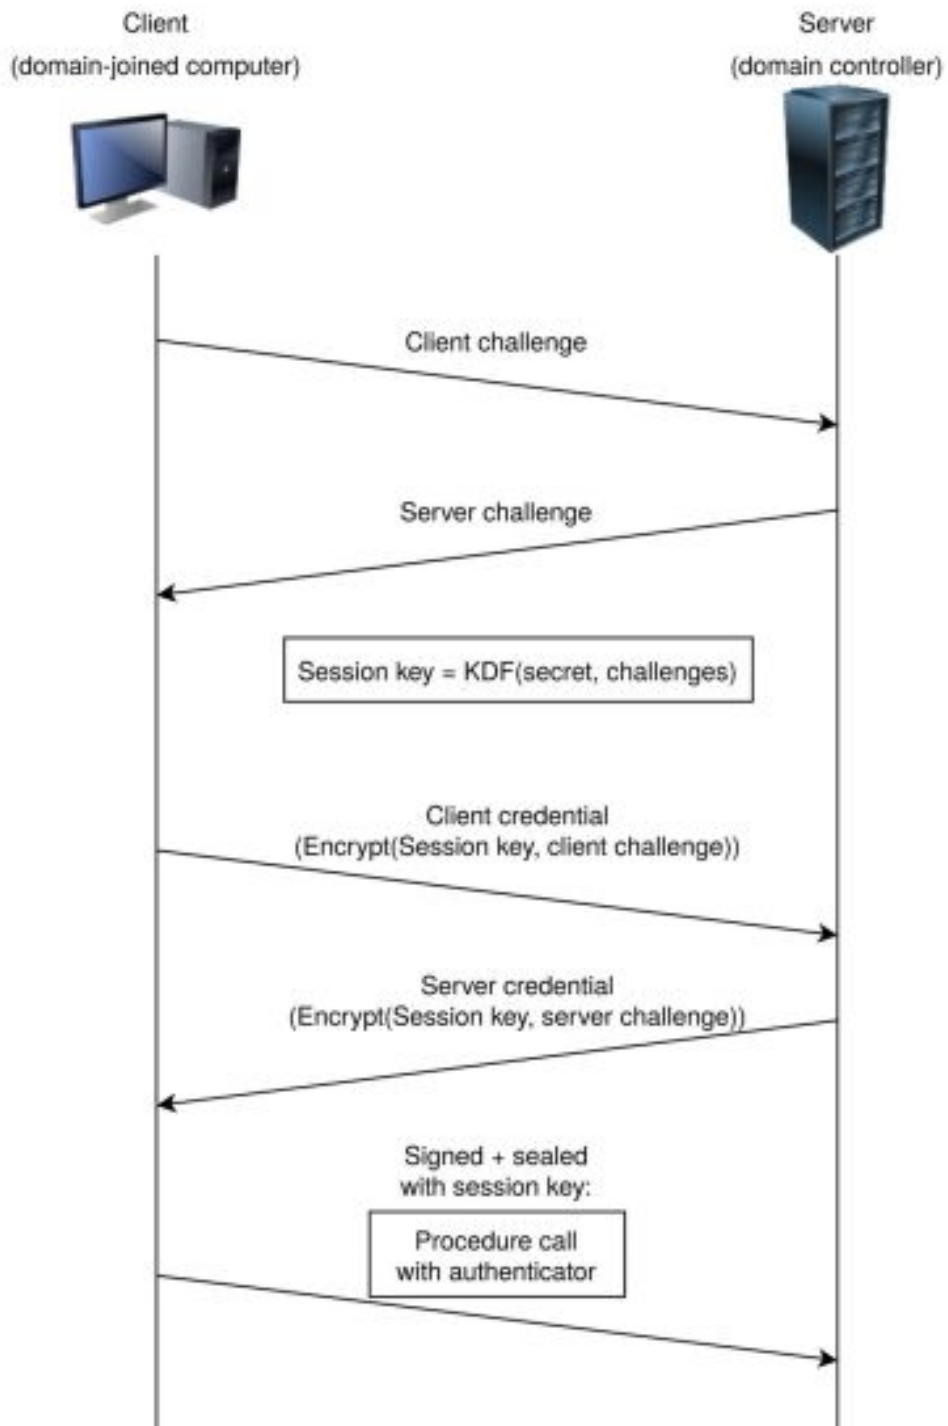 Client
(domain-joined computer)
Server
(domain controller)
Client challenge
Server challenge
Session key = KDF(secret, challenges)
Client credential
(Encrypt(Session key, client challenge))
Server credential
(Encrypt(Session key, server challenge))
Signed + sealed
with session key:
Procedure call
with authenticator